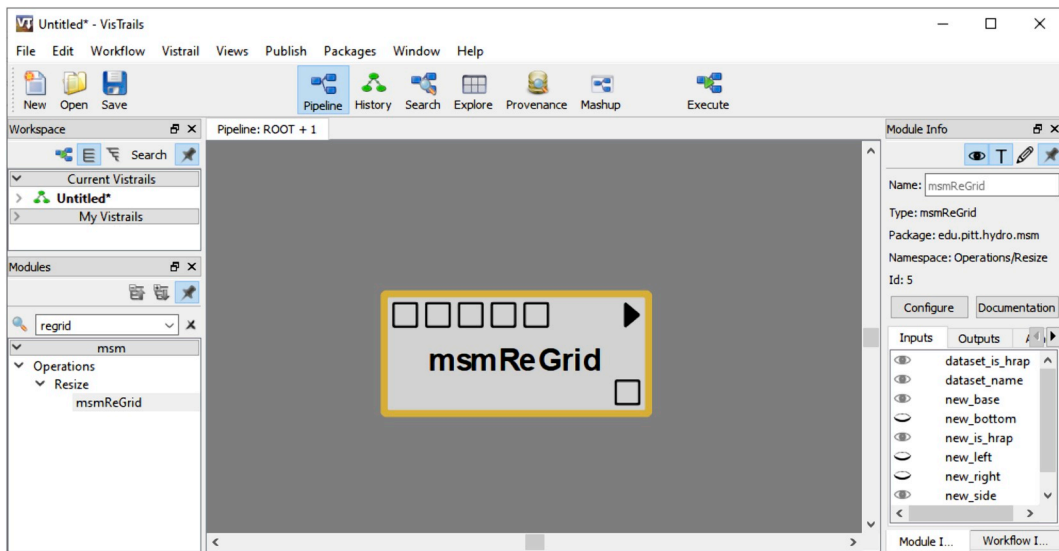 Untitled* - VisTrails
File Edit Workflow Vistrail Views Publish Packages Window Help
New Open Save Pipeline History Search Explore Provenance Mashup Execute
Workspace
Search
Current Vistrails
Untitled*
My Vistrails
Modules
regrid
msm
Operations
Resize
msmReGrid
Pipeline: ROOT + 1
msmReGrid
Module Info
Name: msmReGrid
Type: msmReGrid
Package: edu.pitt.hydro.msm
Namespace: Operations/Resize
Id: 5
Configure Documentation
Inputs Outputs
dataset_is_hrap
dataset_name
new_base
new_bottom
new_is_hrap
new_left
new_right
new_side
Module I... Workflow I...